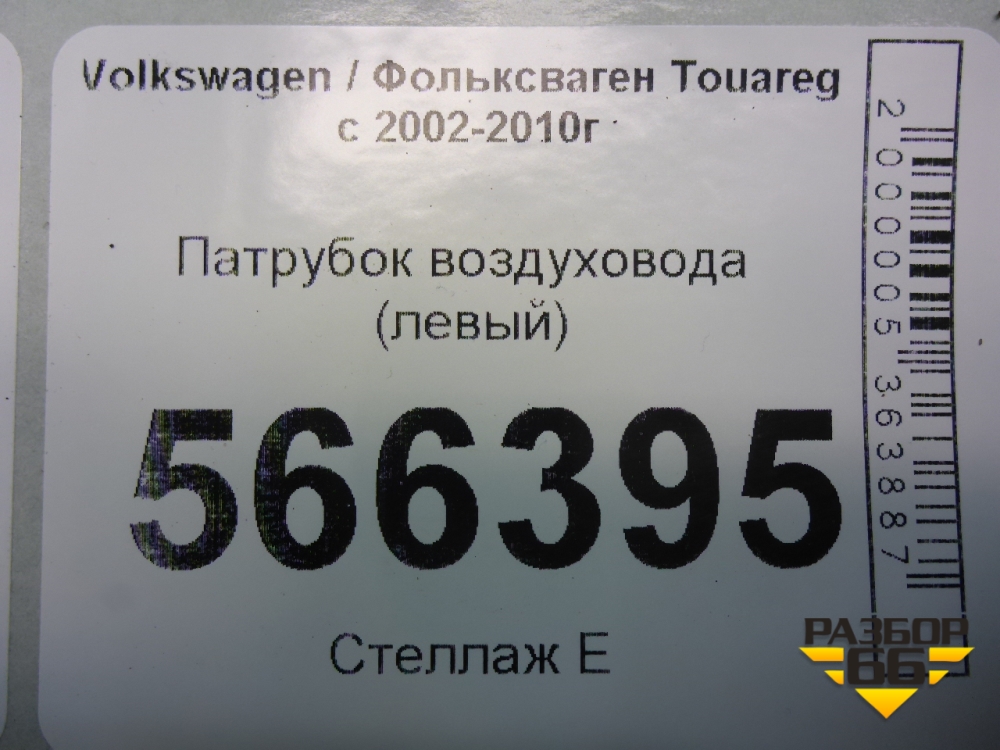 Volkswagen / Фольксваген Touareg
с 2002-2010г
Патрубок воздуховода
(левый)
566395
Стеллаж Е
2000005363887
РАЗБОР
66